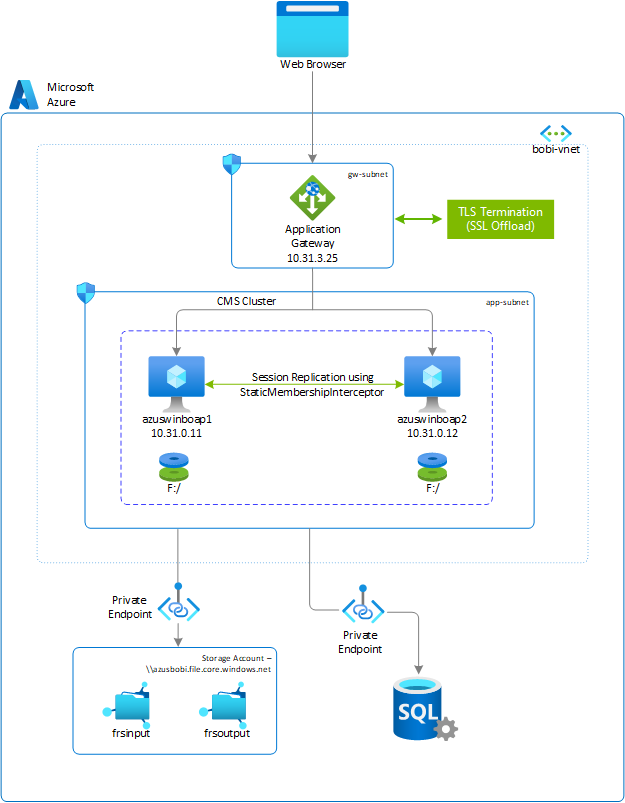 Web Browser
Microsoft
Azure
bobi-vnet
gw-subnet
Application
Gateway
10.31.3.25
TLS Termination
(SSL Offload)
CMS Cluster
app-subnet
Session Replication using
StaticMembershipInterceptor
azuswinboap1
10.31.0.11
azuswinboap2
10.31.0.12
F:/
F:/
Private
Endpoint
Private
Endpoint
Storage Account –
\\azusbobi.file.core.windows.net
frsinput
frsoutput
SQL